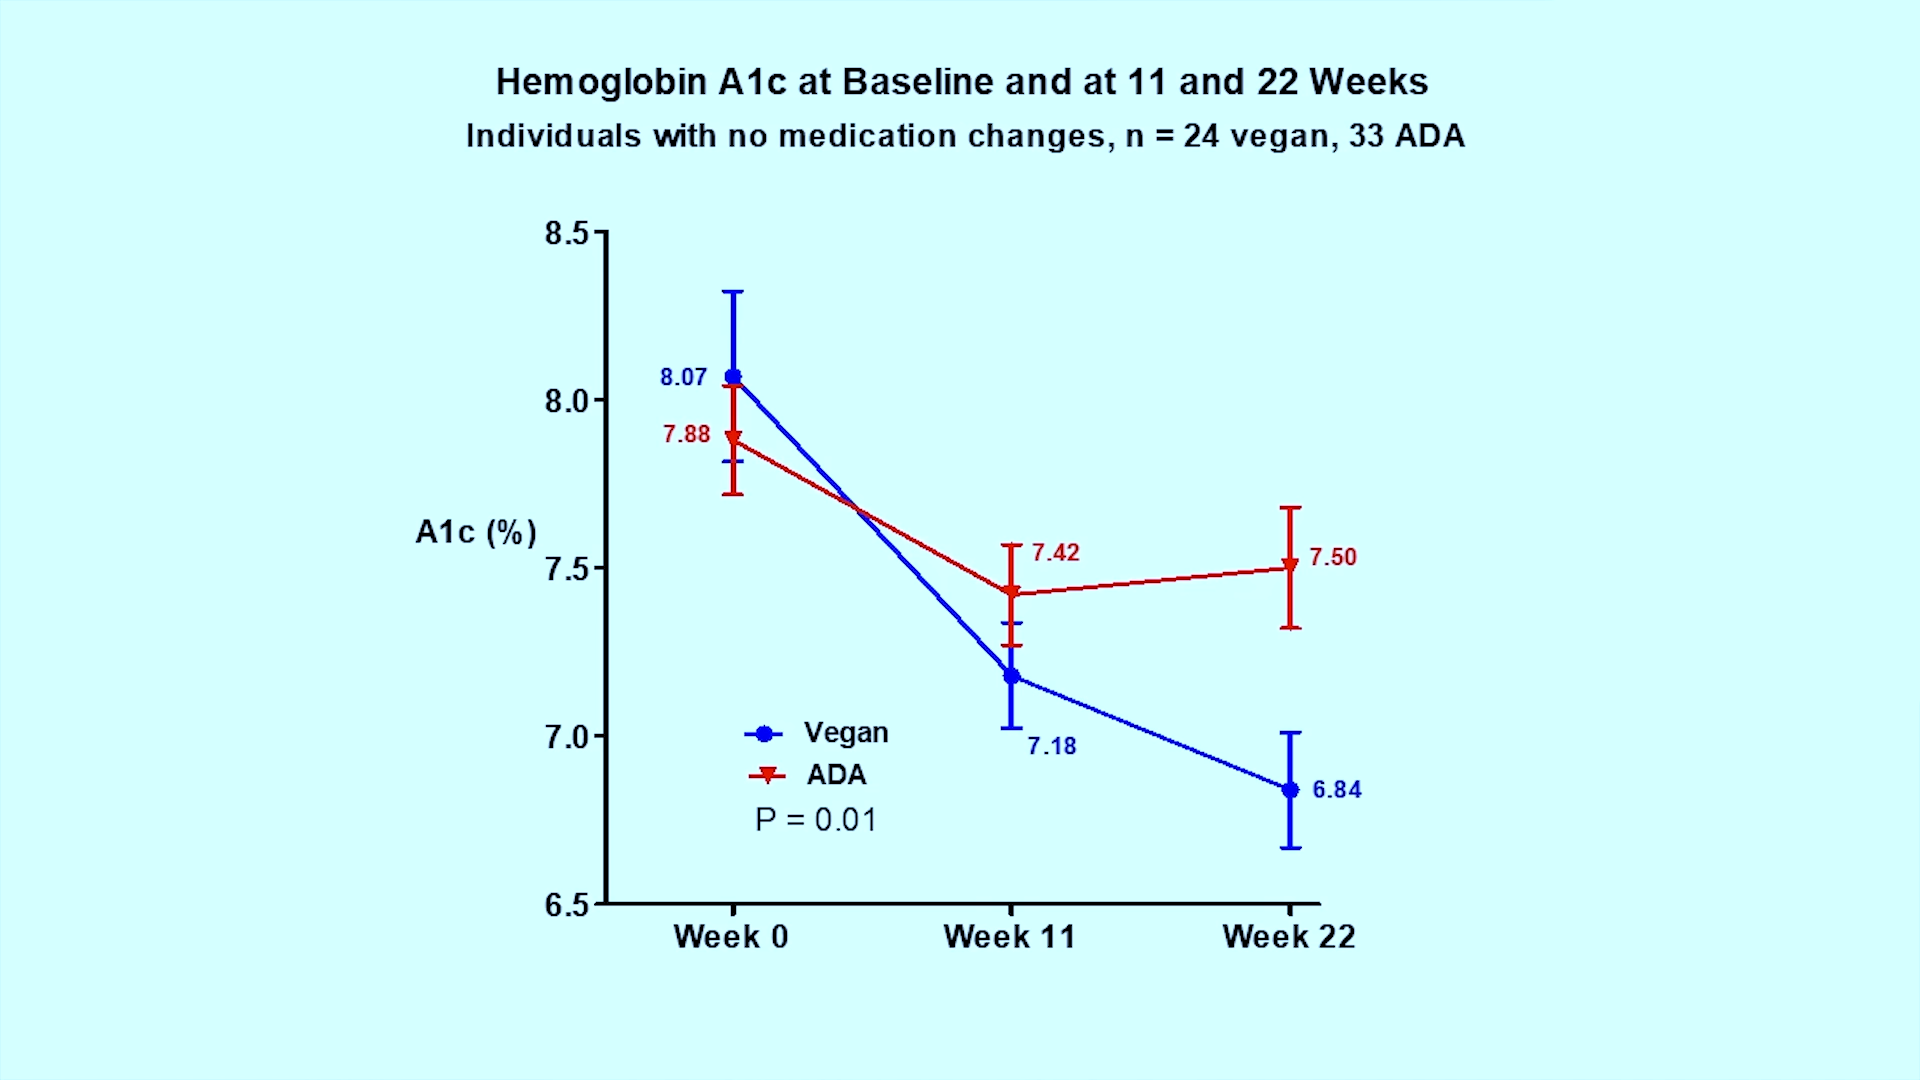 Hemoglobin A1c at Baseline and at 11 and 22 Weeks
Individuals with no medication changes, n = 24 vegan, 33 ADA
8.5
8.07
8.0
7.88
A1c (%)
7.42
7.50
7.5
Vegan
7.0
7.18
ADA
6.84
P = 0.01
6.5
Week 0
Week 11
Week 22